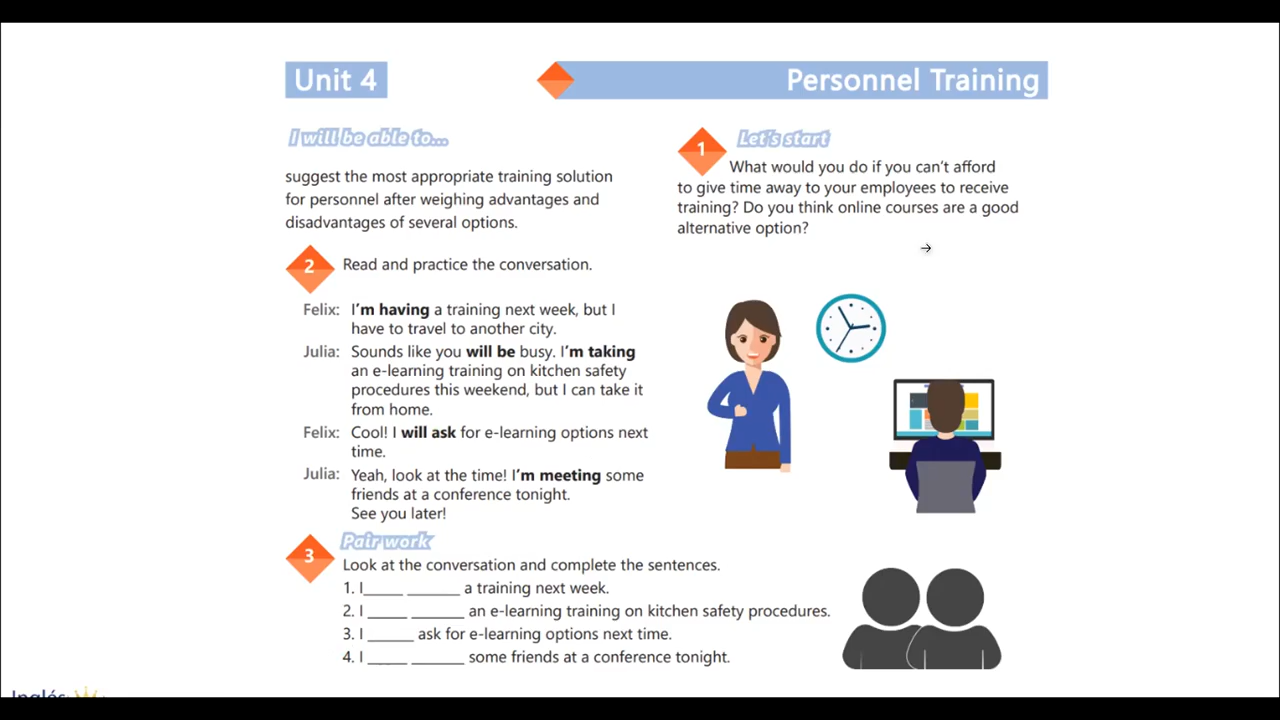 Unit 4
Personnel Training
I will be able to...
suggest the most appropriate training solution
for personnel after weighing advantages and
disadvantages of several options.
1
Let's start
What would you do if you can't afford
to give time away to your employees to receive
training? Do you think online courses are a good
alternative option?
2
Read and practice the conversation.
Felix: I'm having a training next week, but I
have to travel to another city.
Julia: Sounds like you will be busy. I'm taking
an e-learning training on kitchen safety
procedures this weekend, but I can take it
from home.
Felix: Cool! I will ask for e-learning options next
time.
Julia: Yeah, look at the time! I'm meeting some
friends at a conference tonight.
See you later!
3
Pair work
Look at the conversation and complete the sentences.
1. I_____ ______ a training next week.
2. I _____ ______ an e-learning training on kitchen safety procedures.
3. I ______ ask for e-learning options next time.
4. I _____ ______ some friends at a conference tonight.
Inglés